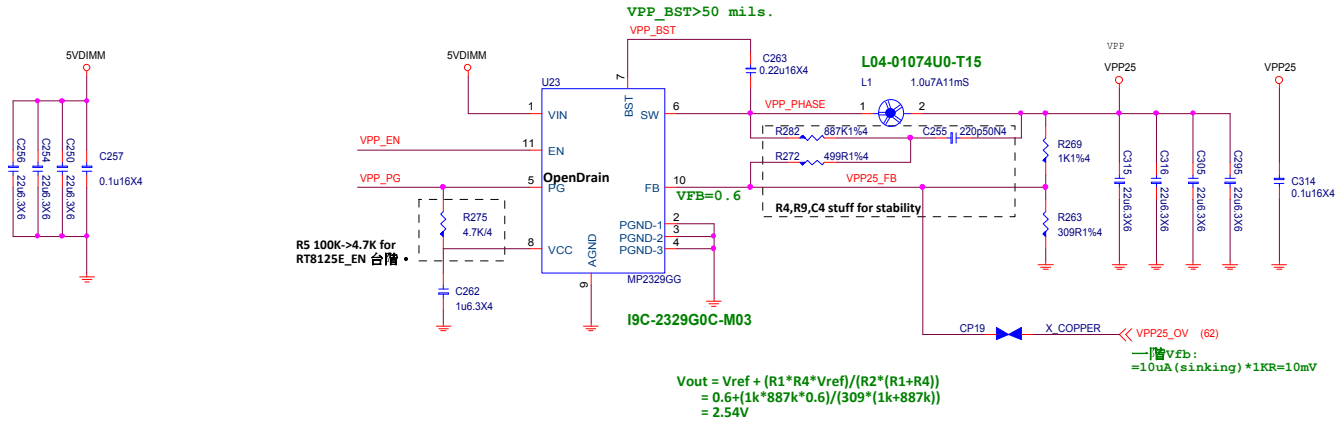 VPP_BST>50 mils.
VPP_BST
5VDIMM
5VDIMM
C263
0.22u16X4
L04-01074U0-T15
VPP
VPP25
VPP25
U23
7
BST
L1
1.0u7A11mS
1
VIN
SW
6
VPP_PHASE
1
2
C256
22u6.3X6
C254
22u6.3X6
C250
22u6.3X6
C257
0.1u16X4
VPP_EN
11
EN
R282
887K1%4
C255
220p50N4
R269
1K1%4
R272
499R1%4
OpenDrain
VPP_PG
5
PG
FB
10
VFB=0.6
VPP25_FB
C315
22u6.3X6
C316
22u6.3X6
C305
22u6.3X6
C295
22u6.3X6
C314
0.1u16X4
R4,R9,C4 stuff for stability
R275
4.7K/4
R263
309R1%4
PGND-1
2
PGND-2
3
PGND-3
4
R5 100K->4.7K for
RT8125E_EN 台階。
8
VCC
AGND
9
MP2329GG
C262
1u6.3X4
I9C-2329G0C-M03
CP19
X_COPPER
VPP25_OV
(62)
一階Vfb:
=10uA(sinking)*1KR=10mV
Vout = Vref + (R1*R4*Vref)/(R2*(R1+R4))
= 0.6+(1k*887k*0.6)/(309*(1k+887k))
= 2.54V